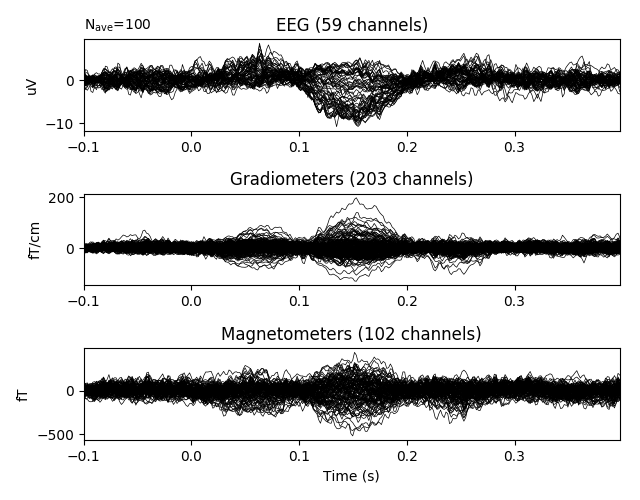 N_ave=100
EEG (59 channels)
uV
0
−10
−0.1 0.0 0.1 0.2 0.3
Gradiometers (203 channels)
fT/cm
200
0
−0.1 0.0 0.1 0.2 0.3
Magnetometers (102 channels)
fT
0
−500
−0.1 0.0 0.1 0.2 0.3
Time (s)